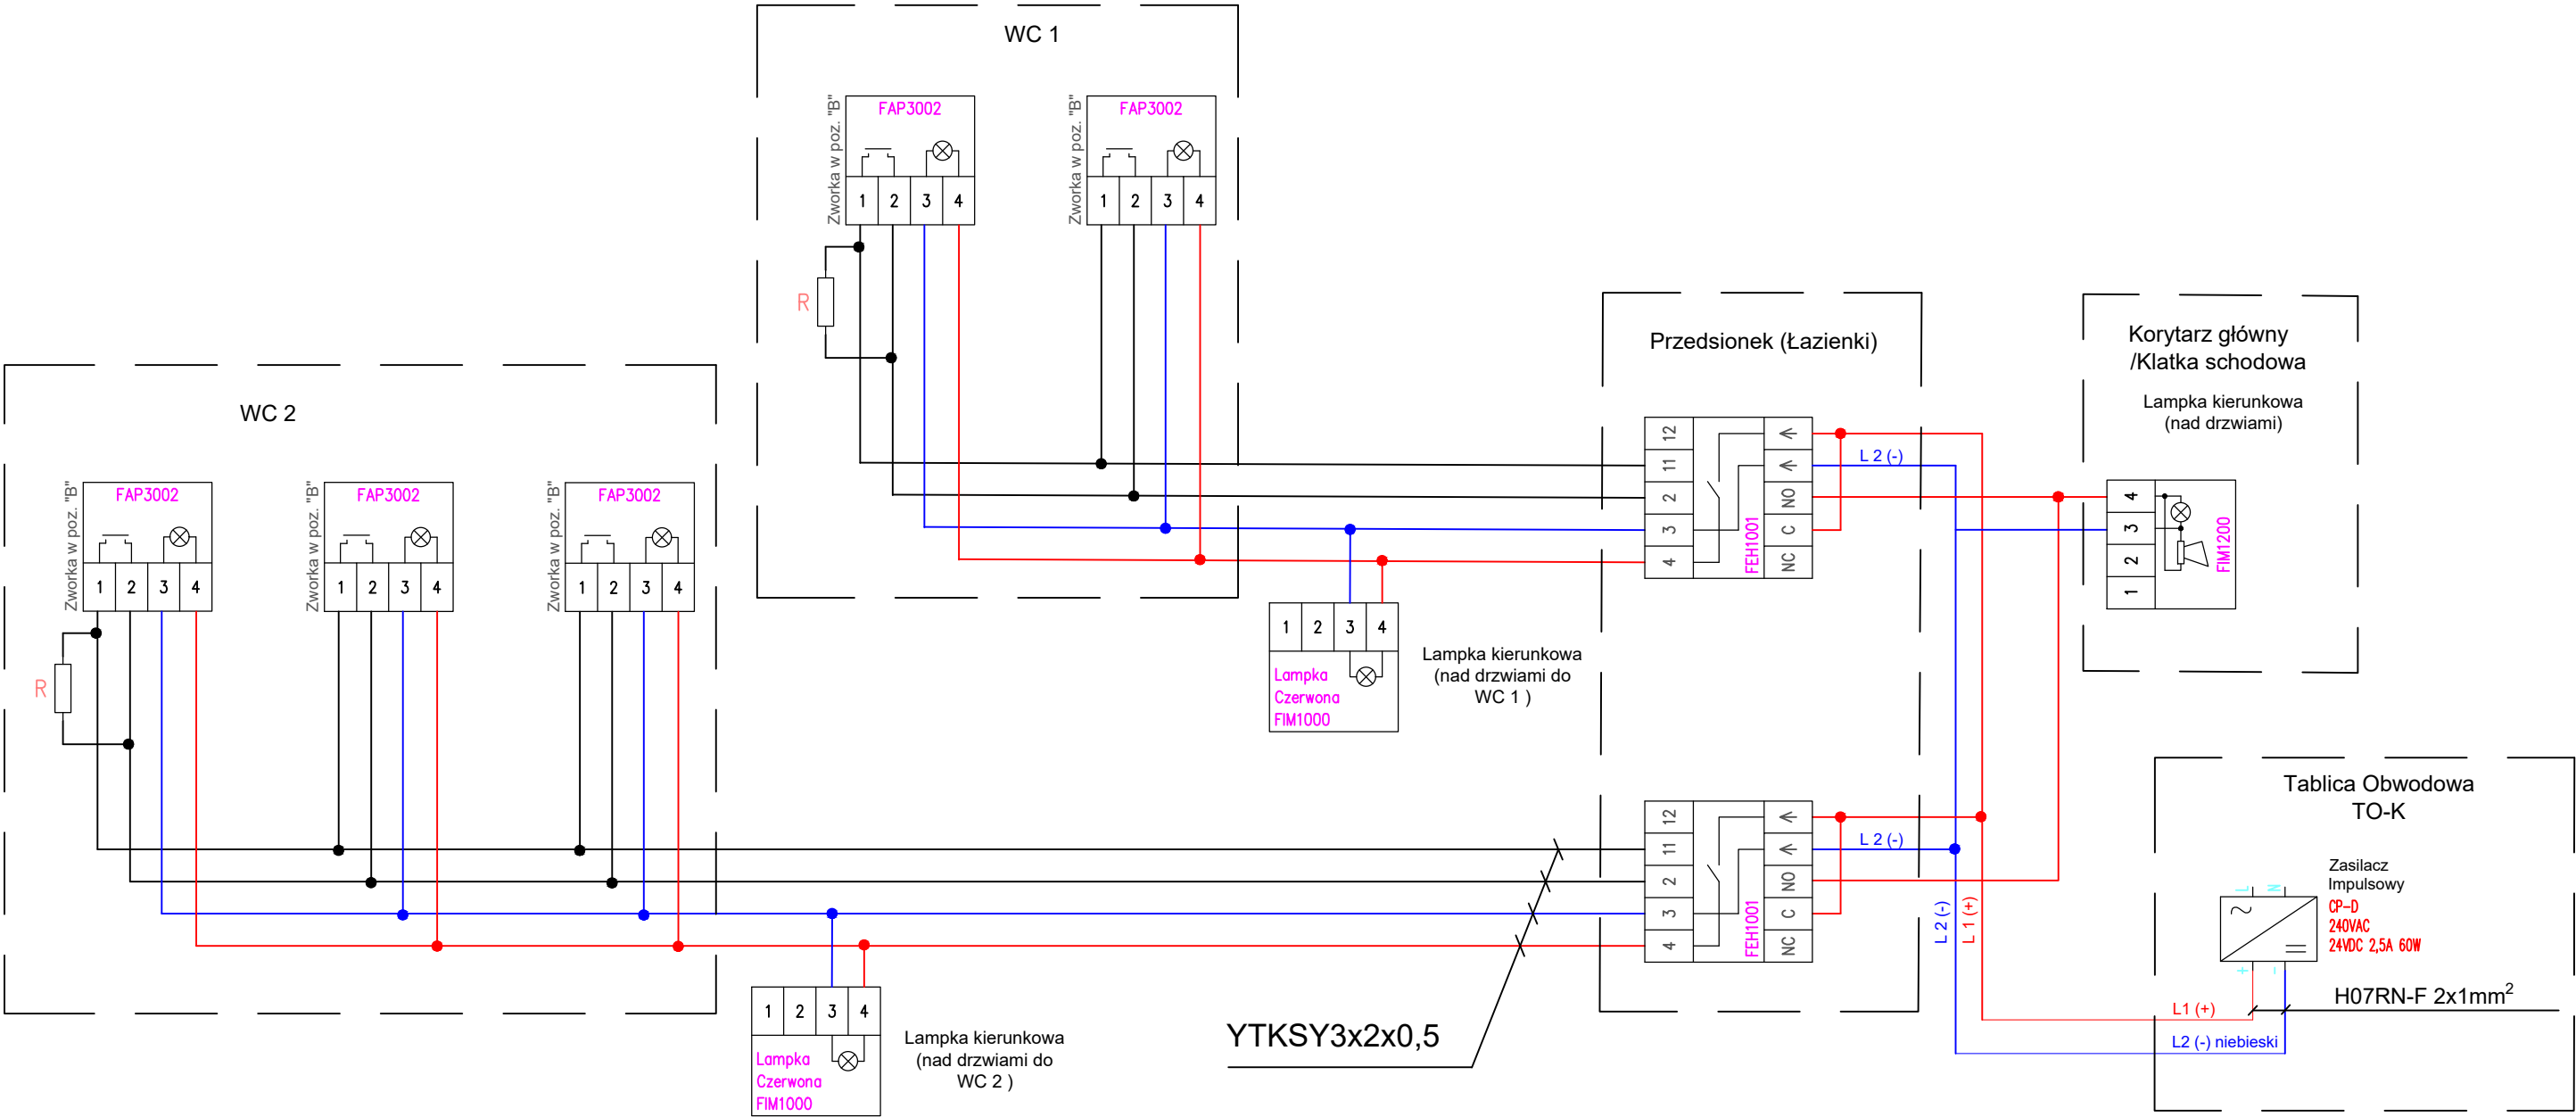 WC 1
Zworka w poz. "B"
FAP3002
1 2 3 4
Zworka w poz. "B"
FAP3002
1 2 3 4
R
WC 2
Zworka w poz. "B"
FAP3002
1 2 3 4
Zworka w poz. "B"
FAP3002
1 2 3 4
Zworka w poz. "B"
FAP3002
1 2 3 4
R
1 2 3 4
Lampka
Czerwona
FIM1000
Lampka kierunkowa
(nad drzwiami do
WC 1 )
1 2 3 4
Lampka
Czerwona
FIM1000
Lampka kierunkowa
(nad drzwiami do
WC 2 )
YTKSY3x2x0,5
Przedsionek (Łazienki)
12
11
2
3
4
FEH1001
NO
C
NC
L 2 (-)
12
11
2
3
4
FEH1001
NO
C
NC
L 2 (-)
L 2 (-)
L 1 (+)
Korytarz główny
/Klatka schodowa
Lampka kierunkowa
(nad drzwiami)
4
3
2
1
FIM1200
Tablica Obwodowa
TO-K
Zasilacz
Impulsowy
CP-D
240VAC
24VDC 2,5A 60W
L N
+ -
H07RN-F 2x1mm²
L1 (+)
L2 (-) niebieski